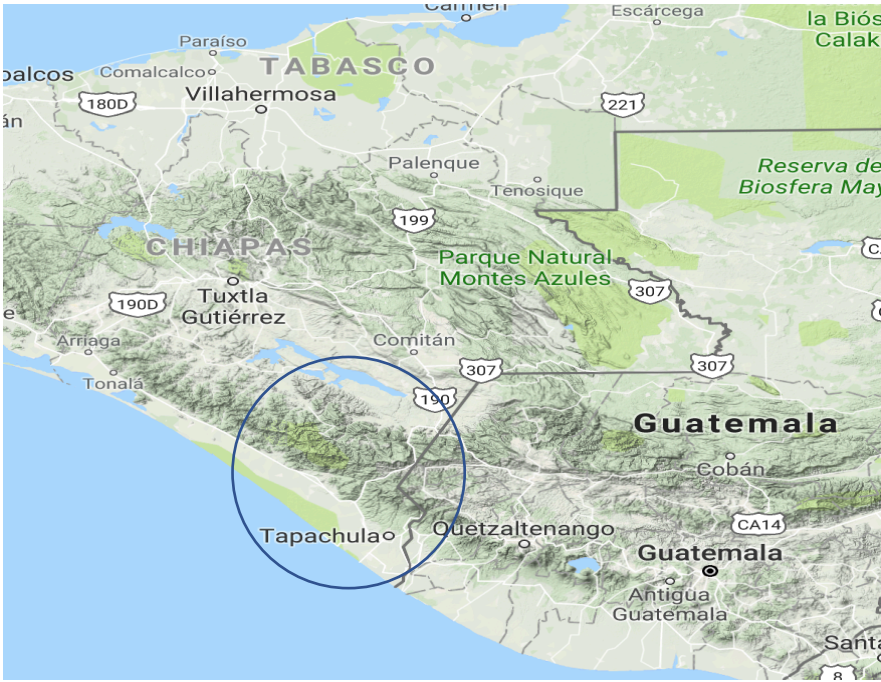 Carmen
Escárcega
la Biós
Calak
Paraíso
TABASCO
oalcos
Comalcalco
Villahermosa
180D
221
án
Palenque
Tenosique
Reserva de
Biosfera May
199
CHIAPAS
Parque Natural
Montes Azules
C
307
190D
Tuxtla
Gutiérrez
e
Arriaga
Comitán
307
307
Tonalá
190
Guatemala
Cobán
CA14
Tapachula
Quetzaltenango
Guatemala
Antigua
Guatemala
Santa
8